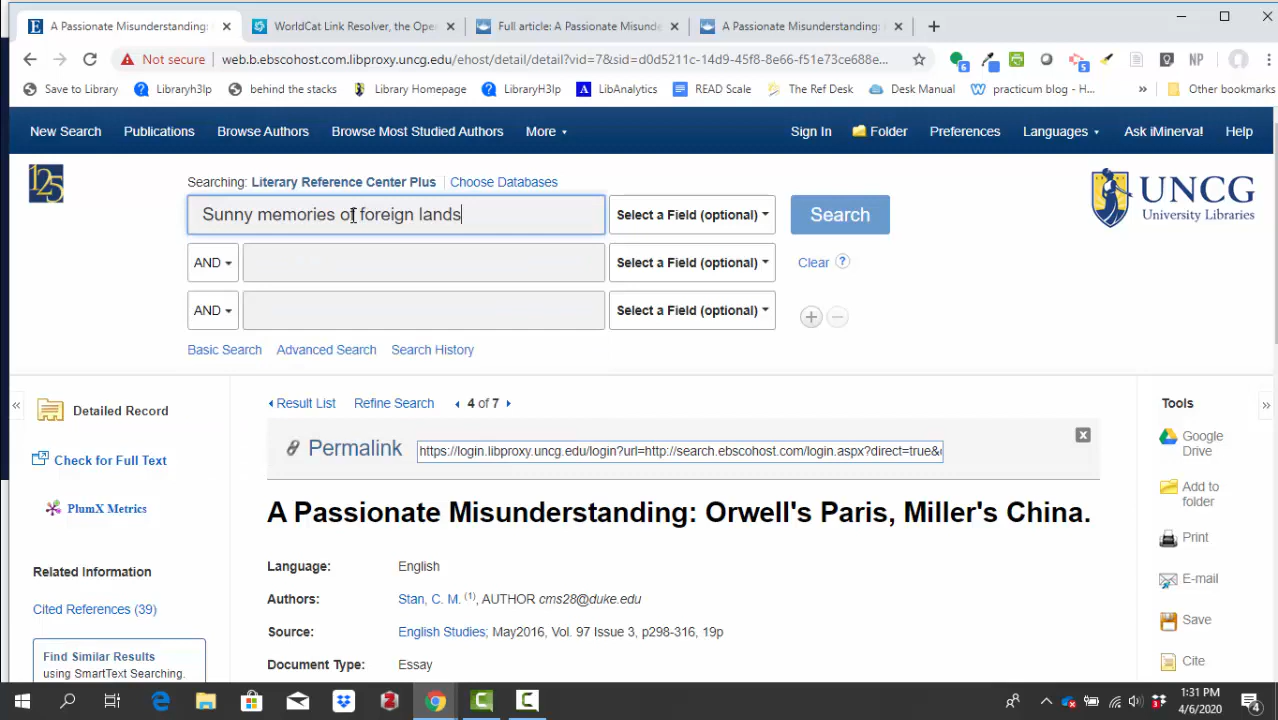 A Passionate Misunderstanding:
WorldCat Link Resolver, the Ope
Full article: A Passionate Misund
A Passionate Misunderstanding:
Not secure
web.b.ebscohost.com.libproxy.uncg.edu/ehost/detail/detail?vid=7&sid=d0d5211c-14d9-45f8-8e66-f51e73ce688e...
6
5
NP
Save to Library
Libraryh3lp
behind the stacks
Library Homepage
LibraryH3lp
LibAnalytics
READ Scale
The Ref Desk
Desk Manual
practicum blog - H...
»
Other bookmarks
New Search
Publications
Browse Authors
Browse Most Studied Authors
More
Sign In
Folder
Preferences
Languages
Ask iMinerva!
Help
125
Searching: Literary Reference Center Plus
Choose Databases
Sunny memories of foreign lands
Select a Field (optional)
Search
UNCG
University Libraries
AND
Select a Field (optional)
Clear
?
AND
Select a Field (optional)
Basic Search
Advanced Search
Search History
«
Detailed Record
Check for Full Text
PlumX Metrics
Related Information
Cited References (39)
Find Similar Results
using SmartText Searching.
Result List
Refine Search
4 of 7
Permalink
https://login.libproxy.uncg.edu/login?url=http://search.ebscohost.com/login.aspx?direct=true&
A Passionate Misunderstanding: Orwell's Paris, Miller's China.
Language: English
Authors: Stan, C. M. (1), AUTHOR cms28@duke.edu
Source: English Studies; May2016, Vol. 97 Issue 3, p298-316, 19p
Document Type: Essay
Tools
»
Google
Drive
Add to
folder
Print
E-mail
Save
Cite
1:31 PM
4/6/2020
4